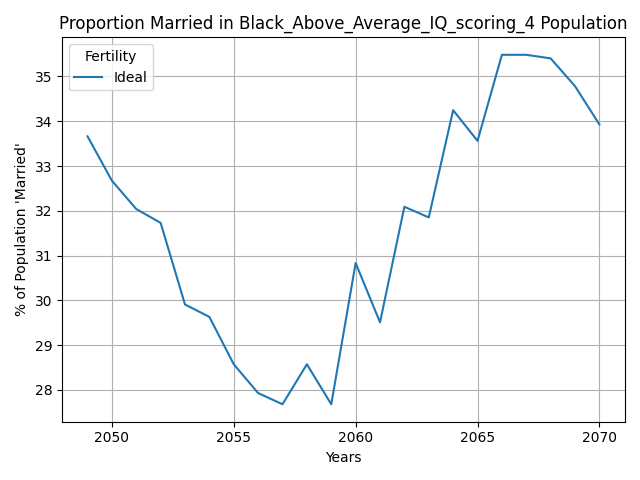 Proportion Married in Black_Above_Average_IQ_scoring_4 Population
Fertility
Ideal
35
34
33
32
31
30
29
28
% of Population 'Married'
2050 2055 2060 2065 2070
Years